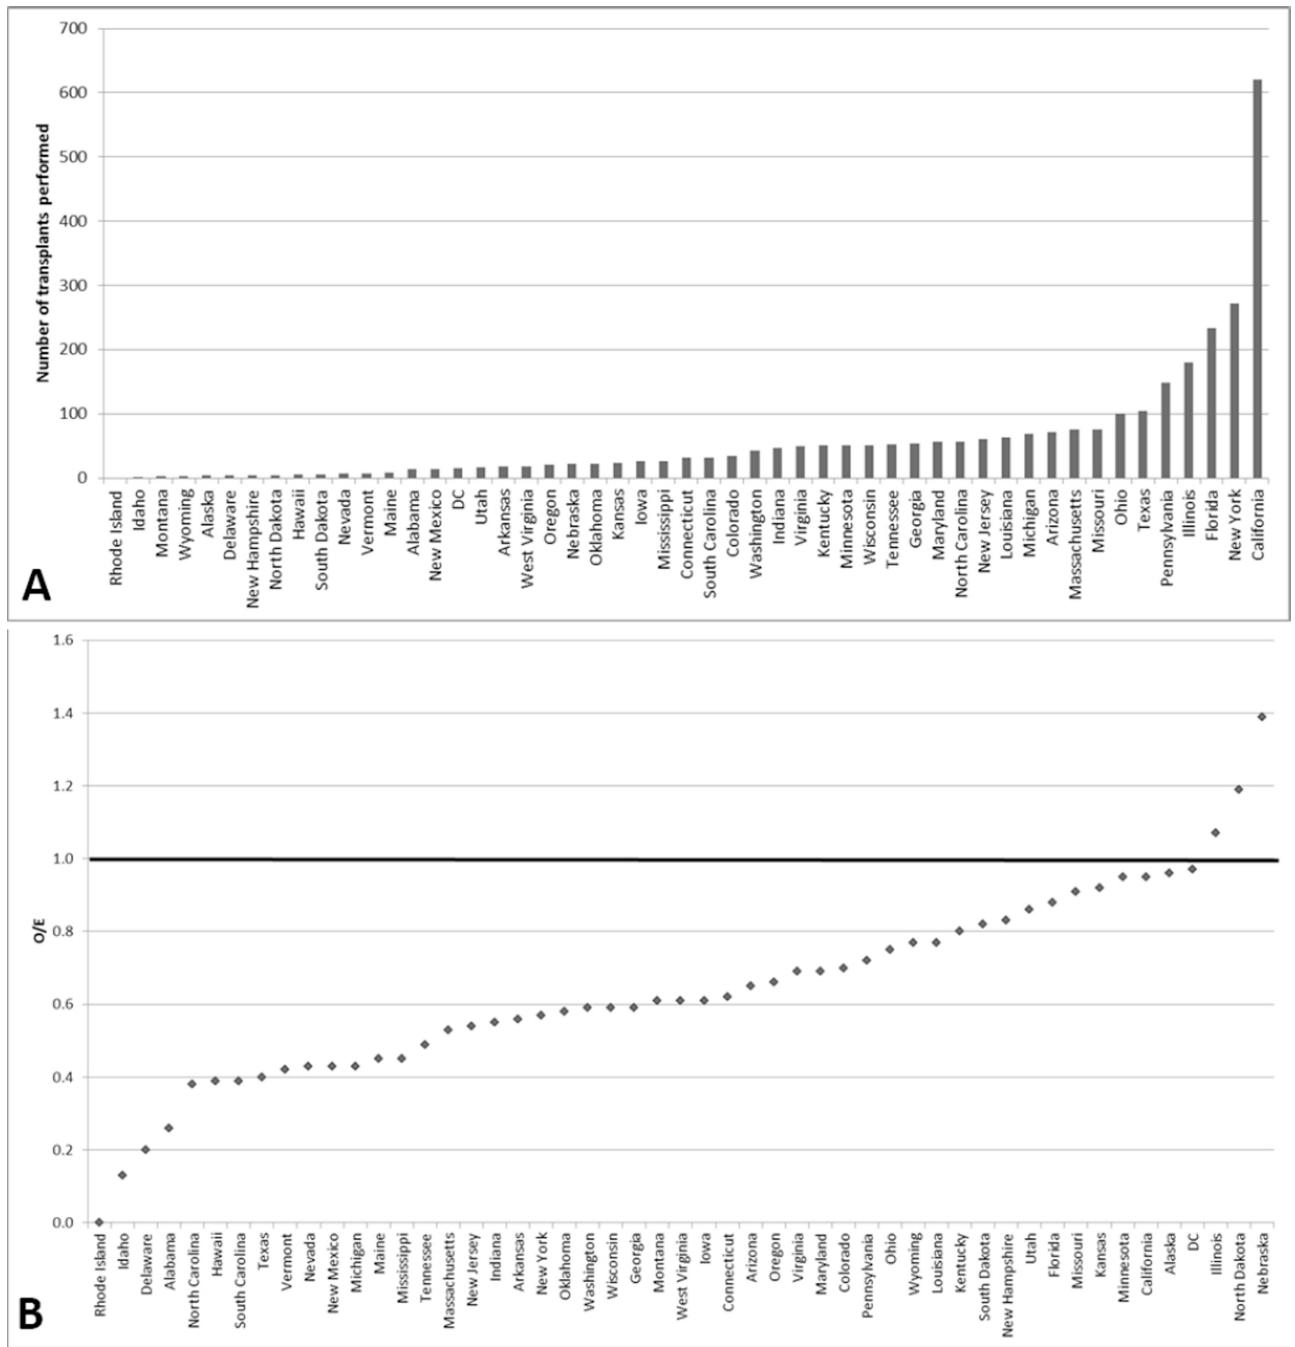 700
600
500
400
300
200
100
0
Number of transplants performed
Rhode Island
Idaho
Montana
Wyoming
Alaska
Delaware
New Hampshire
North Dakota
Hawaii
South Dakota
Nevada
Vermont
Maine
Alabama
New Mexico
DC
Utah
Arkansas
West Virginia
Oregon
Nebraska
Oklahoma
Kansas
Iowa
Mississippi
Connecticut
South Carolina
Colorado
Washington
Indiana
Virginia
Kentucky
Minnesota
Wisconsin
Tennessee
Georgia
Maryland
North Carolina
New Jersey
Louisiana
Michigan
Arizona
Massachusetts
Missouri
Ohio
Texas
Pennsylvania
Illinois
Florida
New York
California
A
1.6
1.4
1.2
1.0
0.8
0.6
0.4
0.2
0.0
O/E
Rhode Island
Idaho
Delaware
Alabama
North Carolina
Hawaii
South Carolina
Texas
Vermont
Nevada
New Mexico
Michigan
Maine
Mississippi
Tennessee
Massachusetts
New Jersey
Indiana
Arkansas
New York
Oklahoma
Washington
Wisconsin
Georgia
Montana
West Virginia
Iowa
Connecticut
Arizona
Oregon
Virginia
Maryland
Colorado
Pennsylvania
Ohio
Wyoming
Louisiana
Kentucky
South Dakota
New Hampshire
Utah
Florida
Missouri
Kansas
Minnesota
California
Alaska
DC
Illinois
North Dakota
Nebraska
B